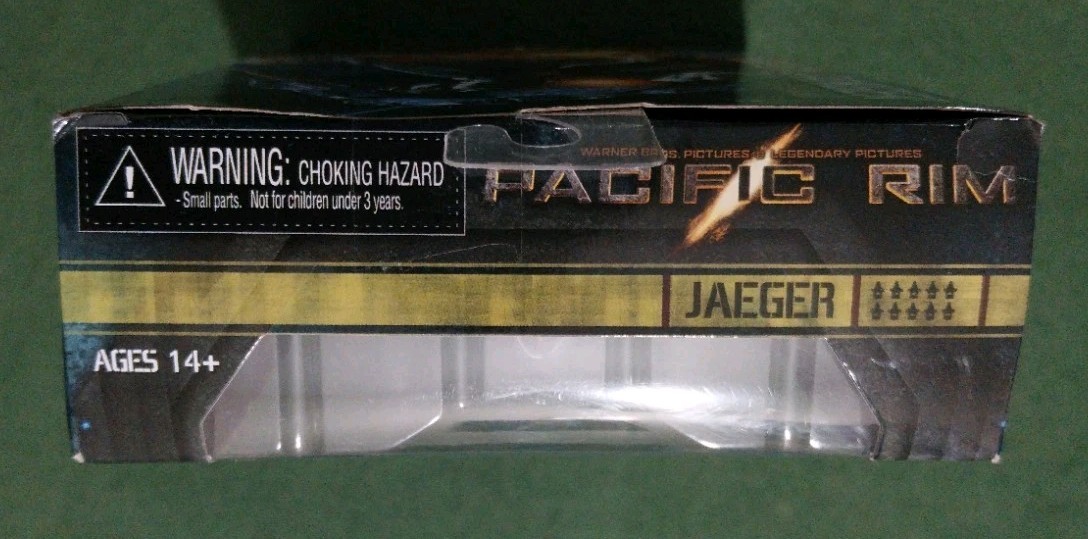 WARNING: CHOKING HAZARD
- Small parts. Not for children under 3 years.
WARNER BROS. PICTURES LEGENDARY PICTURES
PACIFIC RIM
JAEGER
AGES 14+